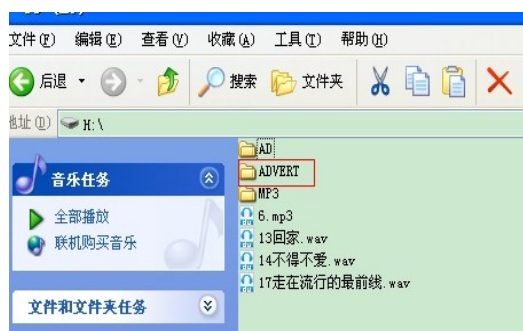 文件(F) 编辑(E) 查看(V) 收藏(A) 工具(T) 帮助(H)
后退 搜索 文件夹
地址(D) H:\
音乐任务
全部播放
联机购买音乐
文件和文件夹任务
AD
ADVERT
MP3
6.mp3
13回家.wav
14不得不爱.wav
17走在流行的最前线.wav